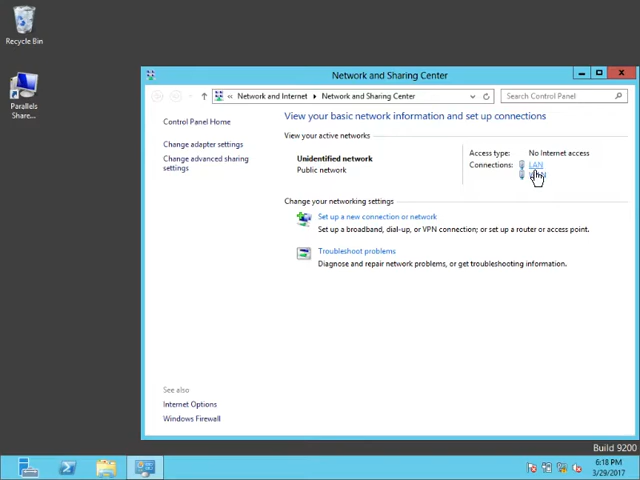 Recycle Bin
Parallels
Share...
Network and Sharing Center
« Network and Internet ▸ Network and Sharing Center
Search Control Panel
Control Panel Home
Change adapter settings
Change advanced sharing
settings
View your basic network information and set up connections
View your active networks
Unidentified network
Public network
Access type: No Internet access
Connections: LAN
Change your networking settings
Set up a new connection or network
Set up a broadband, dial-up, or VPN connection; or set up a router or access point.
Troubleshoot problems
Diagnose and repair network problems, or get troubleshooting information.
See also
Internet Options
Windows Firewall
Build 9200
6:18 PM
3/29/2017